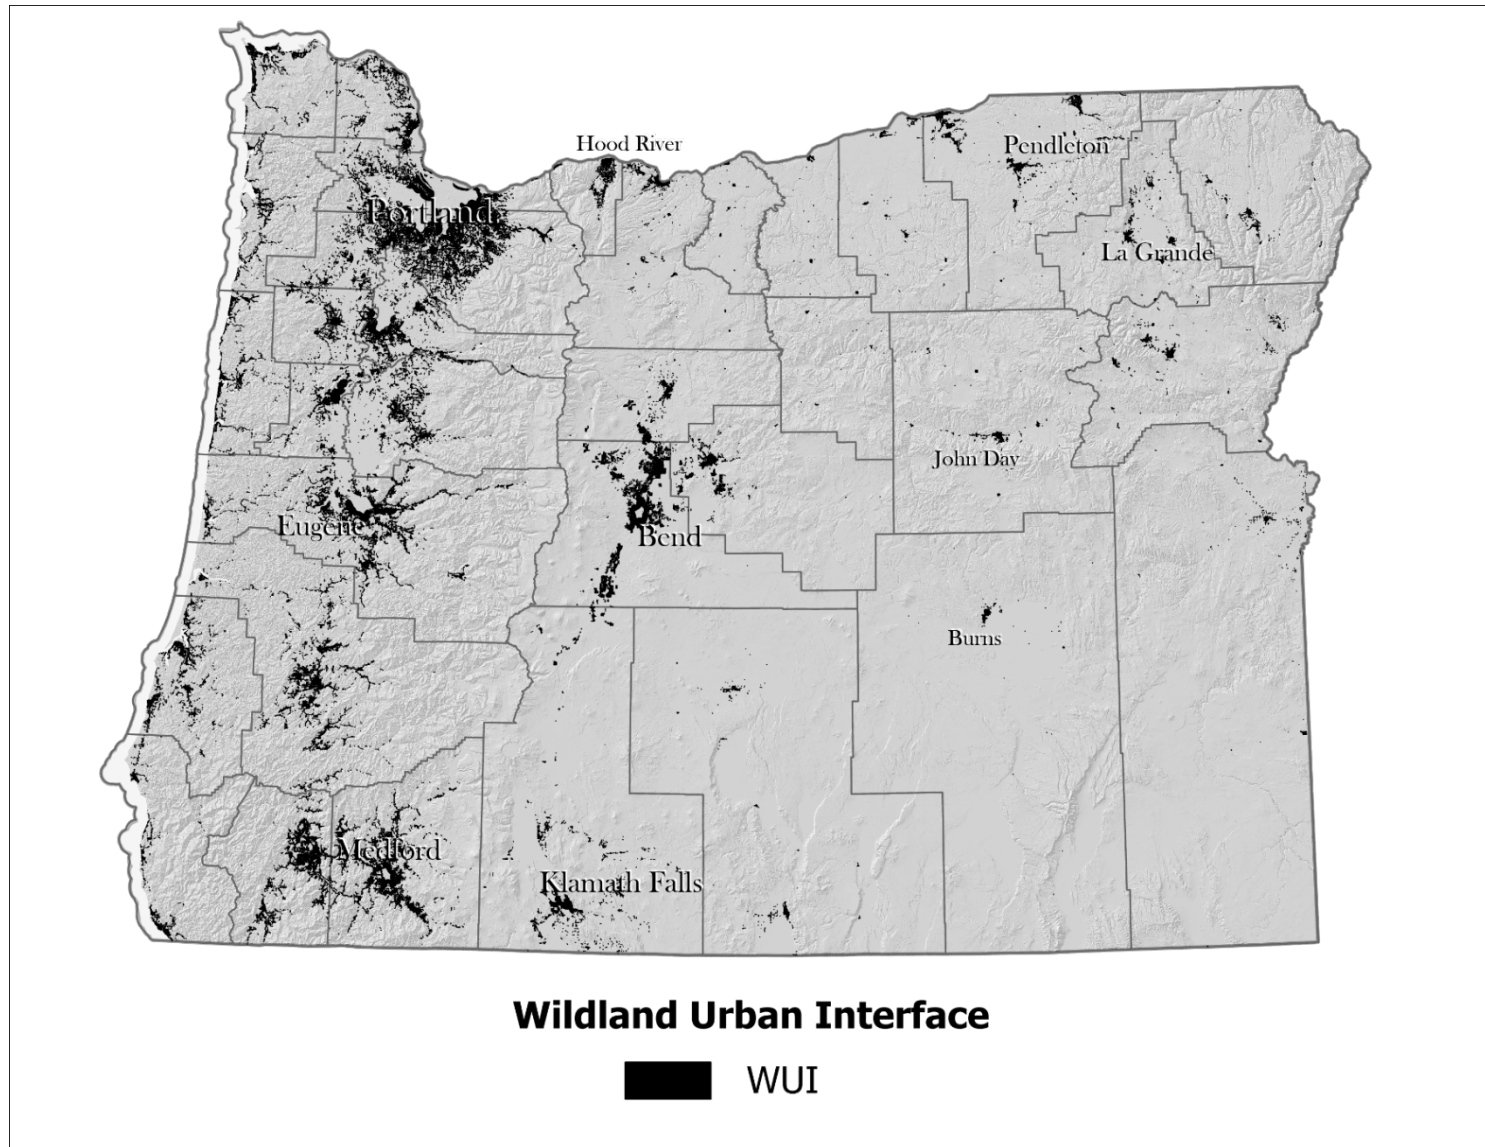 Hood River
Pendleton
Portland
La Grande
John Day
Eugene
Bend
Burns
Medford
Klamath Falls
Wildland Urban Interface
WUI